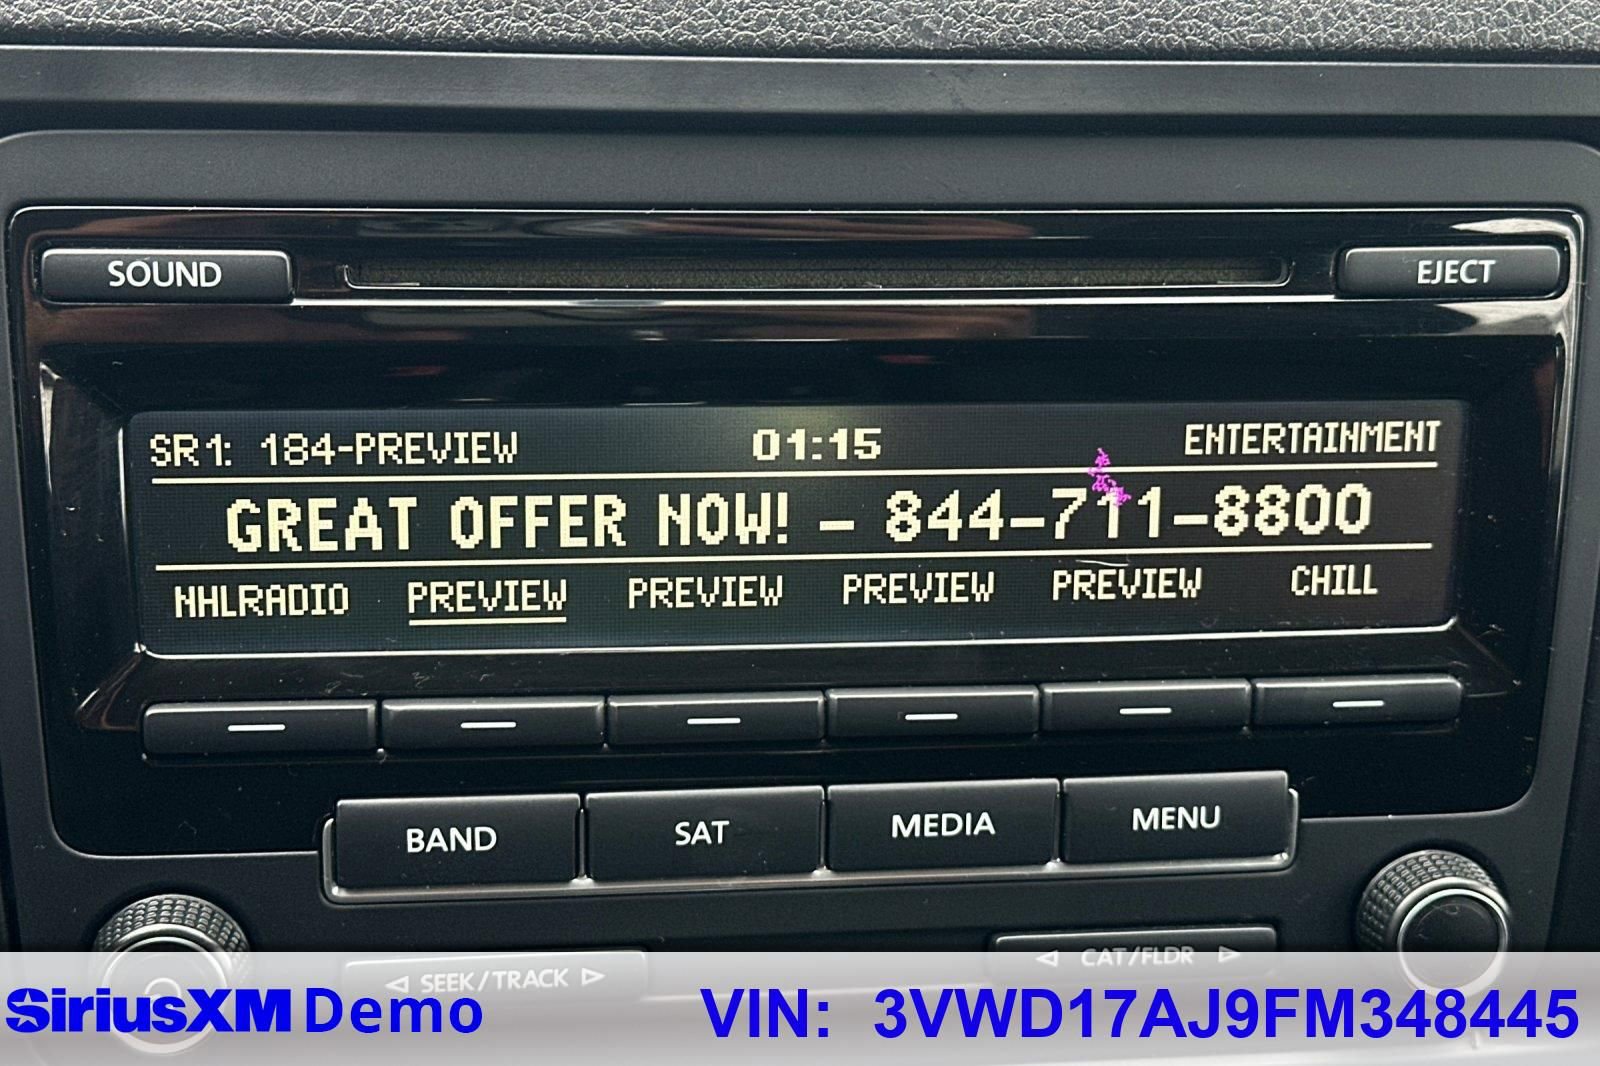 SOUND
EJECT
SR1: 184-PREVIEW 01:15 ENTERTAINMENT
GREAT OFFER NOW! - 844-711-8800
NHLRADIO PREVIEW PREVIEW PREVIEW PREVIEW CHILL
BAND SAT MEDIA MENU
CAT/FLDR
SEEK/TRACK
SiriusXM Demo VIN: 3VWD17AJ9FM348445